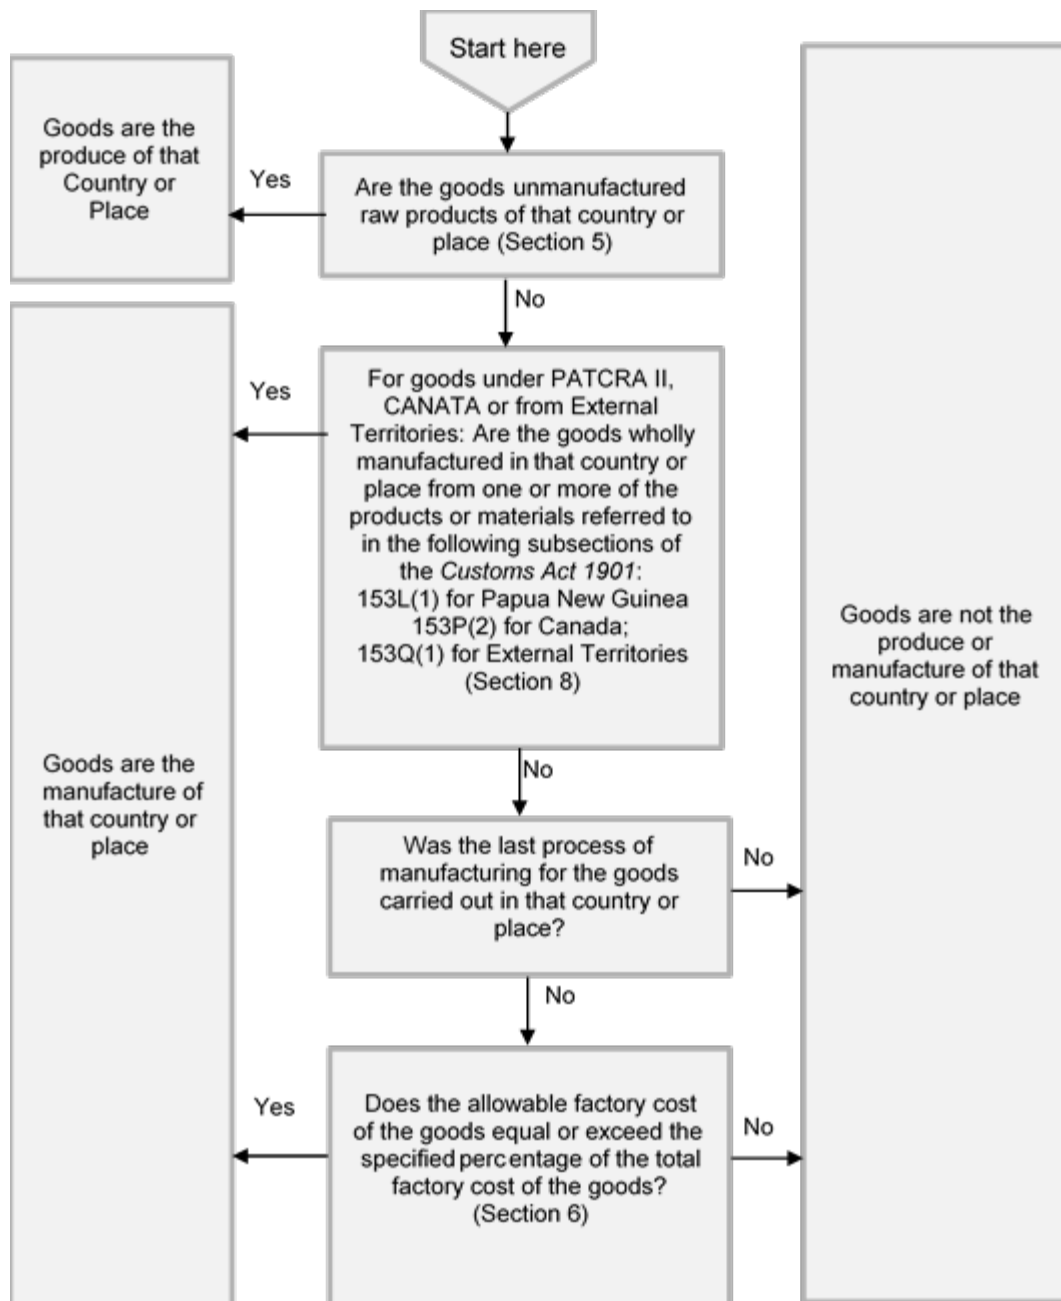 Start here
Goods are the
produce of that
Country or
Place
Yes
Are the goods unmanufactured
raw products of that country or
place (Section 5)
No
Yes
For goods under PATCRA II,
CANATA or from External
Territories: Are the goods wholly
manufactured in that country or
place from one or more of the
products or materials referred to
in the following subsections of
the Customs Act 1901:
153L(1) for Papua New Guinea
153P(2) for Canada;
153Q(1) for External Territories
(Section 8)
Goods are not the
produce or
manufacture of that
country or place
No
Goods are the
manufacture of
that country or
place
Was the last process of
manufacturing for the goods
carried out in that country or
place?
No
No
Yes
Does the allowable factory cost
of the goods equal or exceed the
specified percentage of the total
factory cost of the goods?
(Section 6)
No